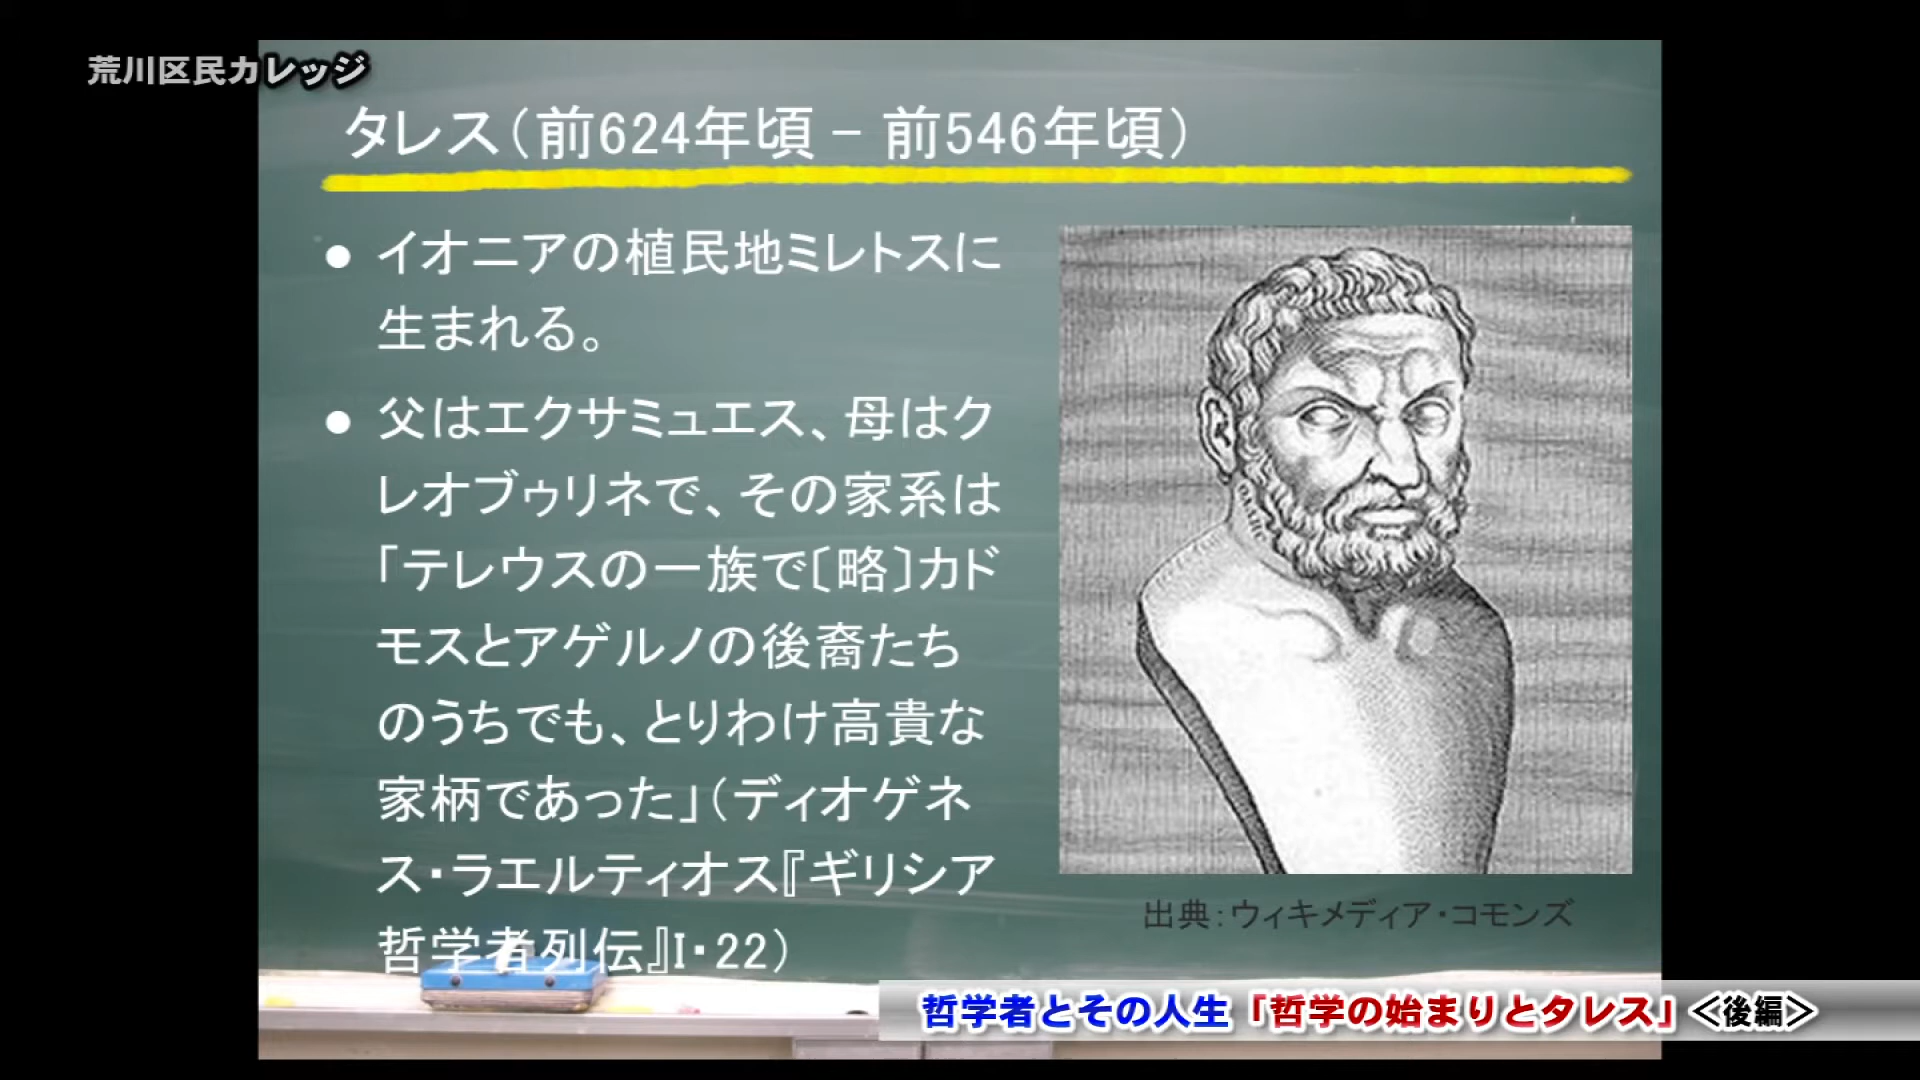 荒川区民カレッジ
タレス（前624年頃 – 前546年頃）
● イオニアの植民地ミレトスに
生まれる。
● 父はエクサミュエス、母はク
レオブゥリネで、その家系は
「テレウスの一族で〔略〕カド
モスとアゲルノの後裔たち
のうちでも、とりわけ高貴な
家柄であった」（ディオゲネ
ス・ラエルティオス『ギリシア
哲学者列伝』I・22）
出典：ウィキメディア・コモンズ
哲学者とその人生「哲学の始まりとタレス」＜後編＞